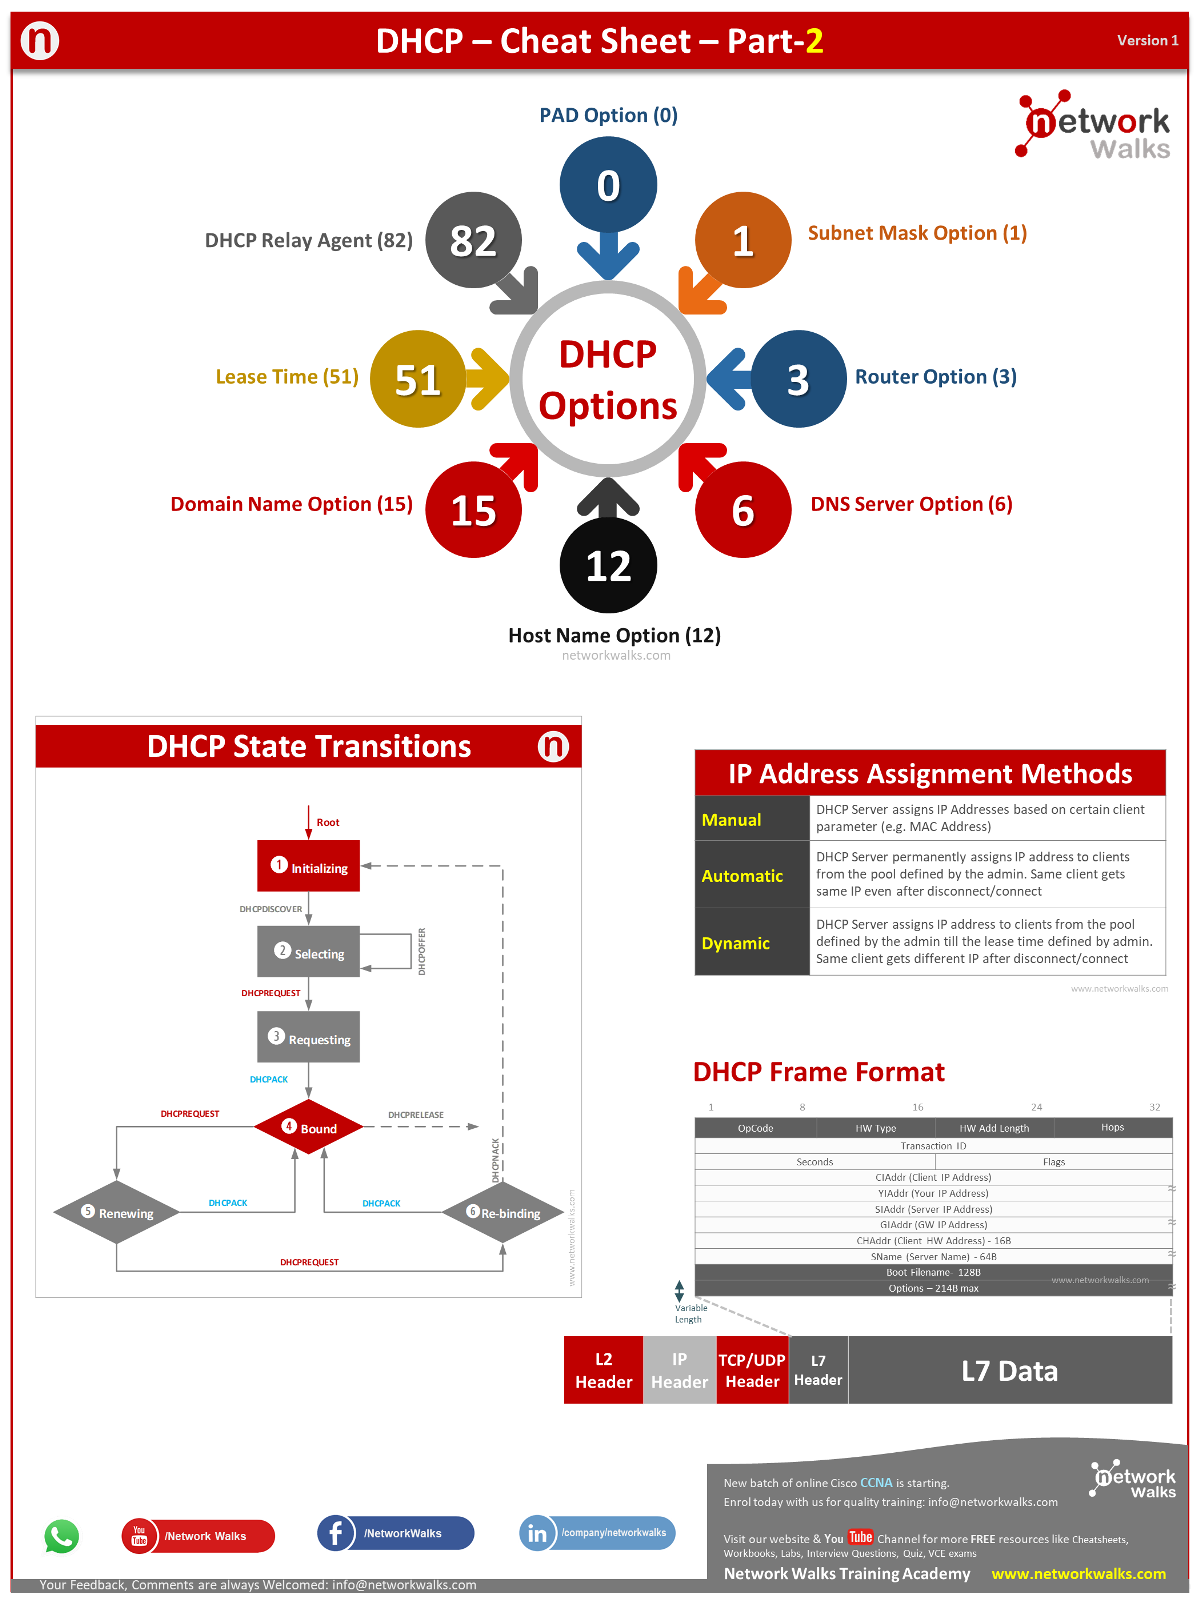 n
DHCP – Cheat Sheet – Part-2
Version 1
network
Walks
PAD Option (0)
0
DHCP Relay Agent (82)
82
1
Subnet Mask Option (1)
Lease Time (51)
51
DHCP
Options
3
Router Option (3)
Domain Name Option (15)
15
6
DNS Server Option (6)
12
Host Name Option (12)
networkwalks.com
DHCP State Transitions
n
Root
1 Initializing
DHCPDISCOVER
2 Selecting
DHCPOFFER
DHCPREQUEST
3 Requesting
DHCPACK
DHCPREQUEST
4 Bound
DHCPRELEASE
DHCPNACK
5 Renewing
DHCPACK
DHCPACK
6 Re-binding
DHCPREQUEST
www.networkwalks.com
IP Address Assignment Methods
Manual
DHCP Server assigns IP Addresses based on certain client
parameter (e.g. MAC Address)
Automatic
DHCP Server permanently assigns IP address to clients
from the pool defined by the admin. Same client gets
same IP even after disconnect/connect
Dynamic
DHCP Server assigns IP address to clients from the pool
defined by the admin till the lease time defined by admin.
Same client gets different IP after disconnect/connect
www.networkwalks.com
DHCP Frame Format
1 8 16 24 32
OpCode HW Type HW Add Length Hops
Transaction ID
Seconds Flags
CIAddr (Client IP Address)
YIAddr (Your IP Address)
SIAddr (Server IP Address)
GIAddr (GW IP Address)
CHAddr (Client HW Address) - 16B
SName (Server Name) - 64B
Boot Filename- 128B
www.networkwalks.com
Options – 214B max
Variable
Length
L2
Header
IP
Header
TCP/UDP
Header
L7
Header
L7 Data
New batch of online Cisco CCNA is starting.
Enrol today with us for quality training: info@networkwalks.com
network
Walks
Visit our website & You Tube Channel for more FREE resources like Cheatsheets,
Workbooks, Labs, Interview Questions, Quiz, VCE exams
Network Walks Training Academy www.networkwalks.com
You
Tube
/Network Walks
f
/NetworkWalks
in
/company/networkwalks
Your Feedback, Comments are always Welcomed: info@networkwalks.com